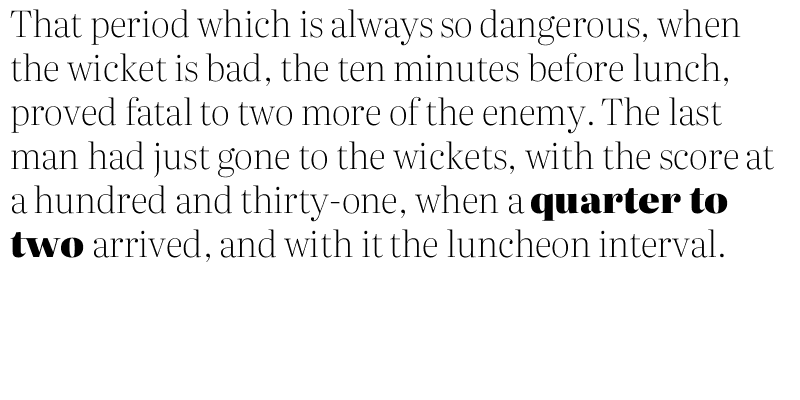 That period which is always so dangerous, when
the wicket is bad, the ten minutes before lunch,
proved fatal to two more of the enemy. The last
man had just gone to the wickets, with the score at
a hundred and thirty-one, when a quarter to
two arrived, and with it the luncheon interval.